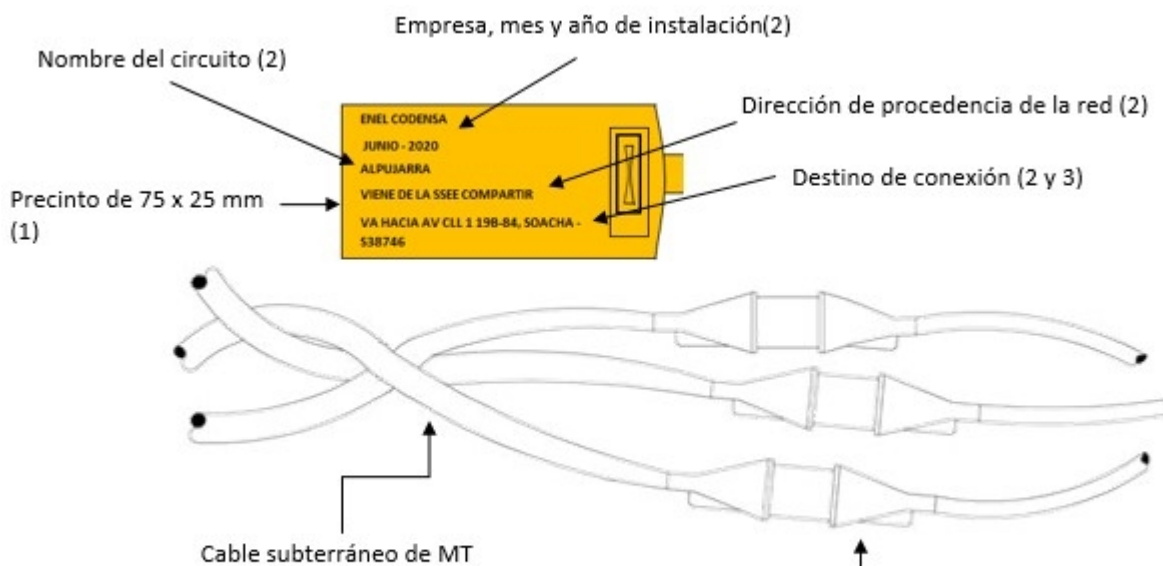 Empresa, mes y año de instalación(2)
Nombre del circuito (2)
Dirección de procedencia de la red (2)
Destino de conexión (2 y 3)
Precinto de 75 x 25 mm
(1)
ENEL CODENSA
JUNIO - 2020
ALPUJARRA
VIENE DE LA SSEE COMPARTIR
VA HACIA AV CLL 1 19B-84, SOACHA -
S38746
Cable subterráneo de MT